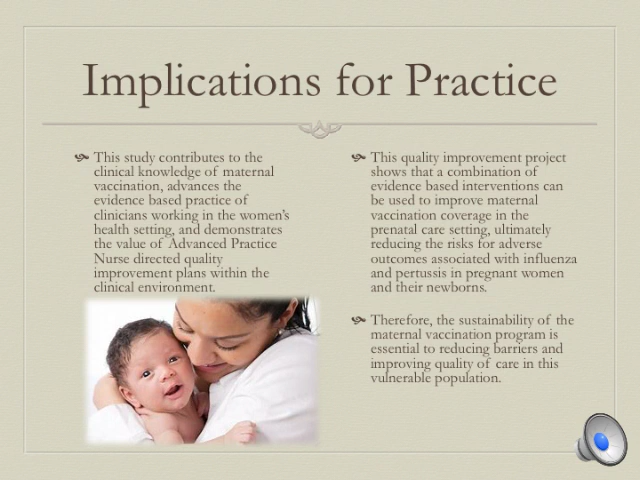 Implications for Practice
This study contributes to the
clinical knowledge of maternal
vaccination, advances the
evidence based practice of
clinicians working in the women's
health setting, and demonstrates
the value of Advanced Practice
Nurse directed quality
improvement plans within the
clinical environment.
This quality improvement project
shows that a combination of
evidence based interventions can
be used to improve maternal
vaccination coverage in the
prenatal care setting, ultimately
reducing the risks for adverse
outcomes associated with influenza
and pertussis in pregnant women
and their newborns.
Therefore, the sustainability of the
maternal vaccination program is
essential to reducing barriers and
improving quality of care in this
vulnerable population.